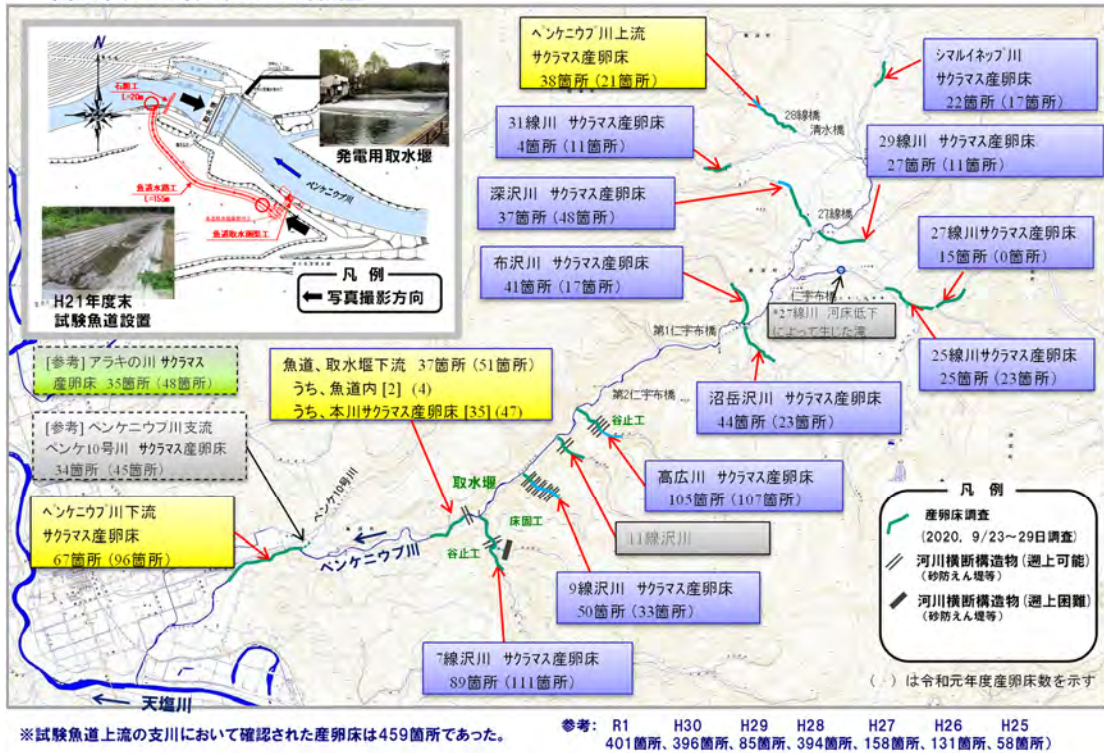 N
石組工
L=20m
魚道水路工
L=155m
魚道取水調整工
ペンケニウプ川
発電用取水堰
H21年度末
試験魚道設置
凡 例
写真撮影方向
ペンケニウプ川上流
サクラマス産卵床
38箇所 (21箇所)
シマルイネップ川
サクラマス産卵床
22箇所 (17箇所)
28線橋
清水橋
31線川 サクラマス産卵床
4箇所 (11箇所)
29線川 サクラマス産卵床
27箇所 (11箇所)
深沢川 サクラマス産卵床
37箇所 (48箇所)
27線橋
27線川サクラマス産卵床
15箇所 (0箇所)
布沢川 サクラマス産卵床
41箇所 (17箇所)
仁宇布橋
*27線川 河床低下
によって生じた滝
第1仁宇布橋
25線川サクラマス産卵床
25箇所 (23箇所)
[参考] アラキの川 サクラマス
産卵床 35箇所 (48箇所)
魚道、取水堰下流 37箇所 (51箇所)
うち、魚道内 [2] (4)
うち、本川サクラマス産卵床 [35] (47)
第2仁宇布橋
沼岳沢川 サクラマス産卵床
44箇所 (23箇所)
谷止工
[参考] ペンケニウプ川支流
ペンケ10号川 サクラマス産卵床
34箇所 (45箇所)
取水堰
高広川 サクラマス産卵床
105箇所 (107箇所)
ペンケ10号川
床固工
11線沢川
ペンケニウプ川下流
サクラマス産卵床
67箇所 (96箇所)
ペンケニウプ川
谷止工
9線沢川 サクラマス産卵床
50箇所 (33箇所)
7線沢川 サクラマス産卵床
89箇所 (111箇所)
凡 例
産卵床調査
(2020. 9/23~29日調査)
河川横断構造物 (遡上可能)
(砂防えん堤等)
河川横断構造物 (遡上困難)
(砂防えん堤等)
( ) は令和元年度産卵床数を示す
天塩川
※試験魚道上流の支川において確認された産卵床は459箇所であった。
参考: R1 H30 H29 H28 H27 H26 H25
401箇所、396箇所、85箇所、394箇所、158箇所、131箇所、58箇所)